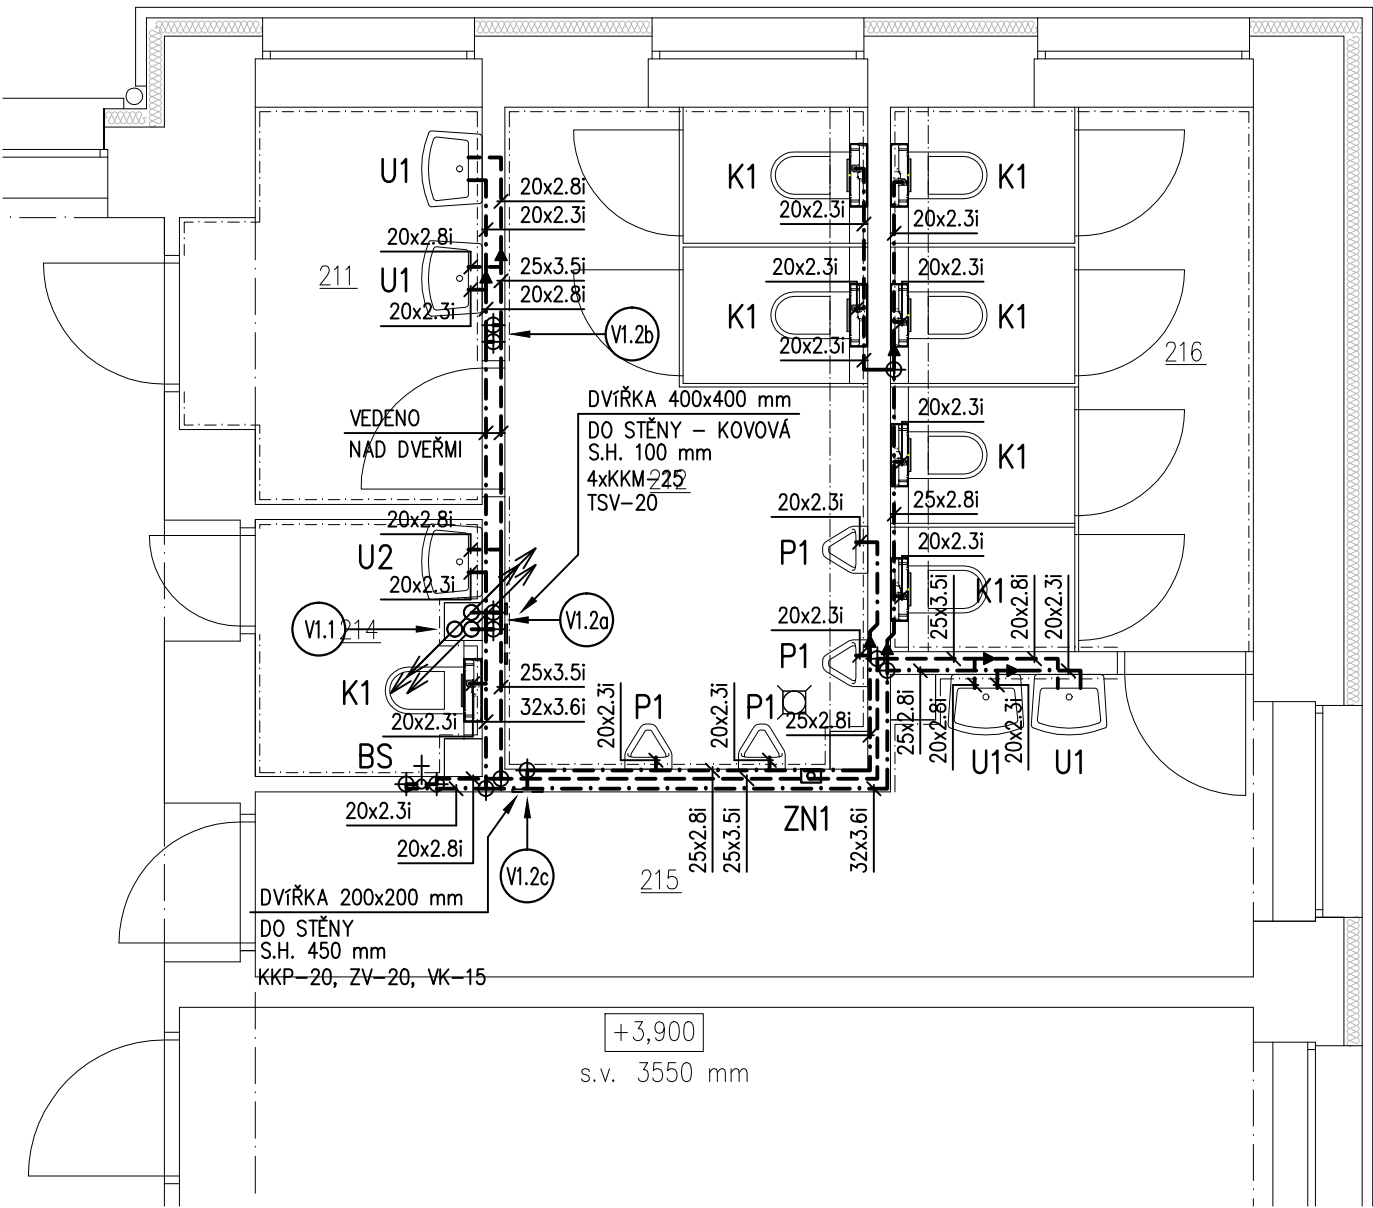 U1
K1
K1
20x2.8i
20x2.3i
20x2.3i
20x2.3i
20x2.8i
211
U1
20x2.3i
25x3.5i
20x2.8i
20x2.3i
20x2.3i
K1
K1
20x2.3i
V1.2b
216
DVíŘKA 400x400 mm
DO STĚNY – KOVOVÁ
S.H. 100 mm
4xKKM–25
TSV–20
VEDENO
NAD DVEŘMI
20x2.3i
K1
20x2.3i
25x2.8i
20x2.8i
U2
20x2.3i
P1
20x2.3i
K1
V1.1
214
V1.2a
20x2.3i
P1
25x3.5i
20x2.8i
20x2.3i
K1
20x2.3i
25x3.5i
32x3.6i
20x2.3i
P1
20x2.3i
P1
25x2.8i
25x2.8i
20x2.8i
20x2.3i
U1
U1
BS
20x2.3i
20x2.8i
V1.2c
25x2.8i
25x3.5i
ZN1
32x3.6i
215
DVíŘKA 200x200 mm
DO STĚNY
S.H. 450 mm
KKP–20, ZV–20, VK–15
+3,900
s.v. 3550 mm